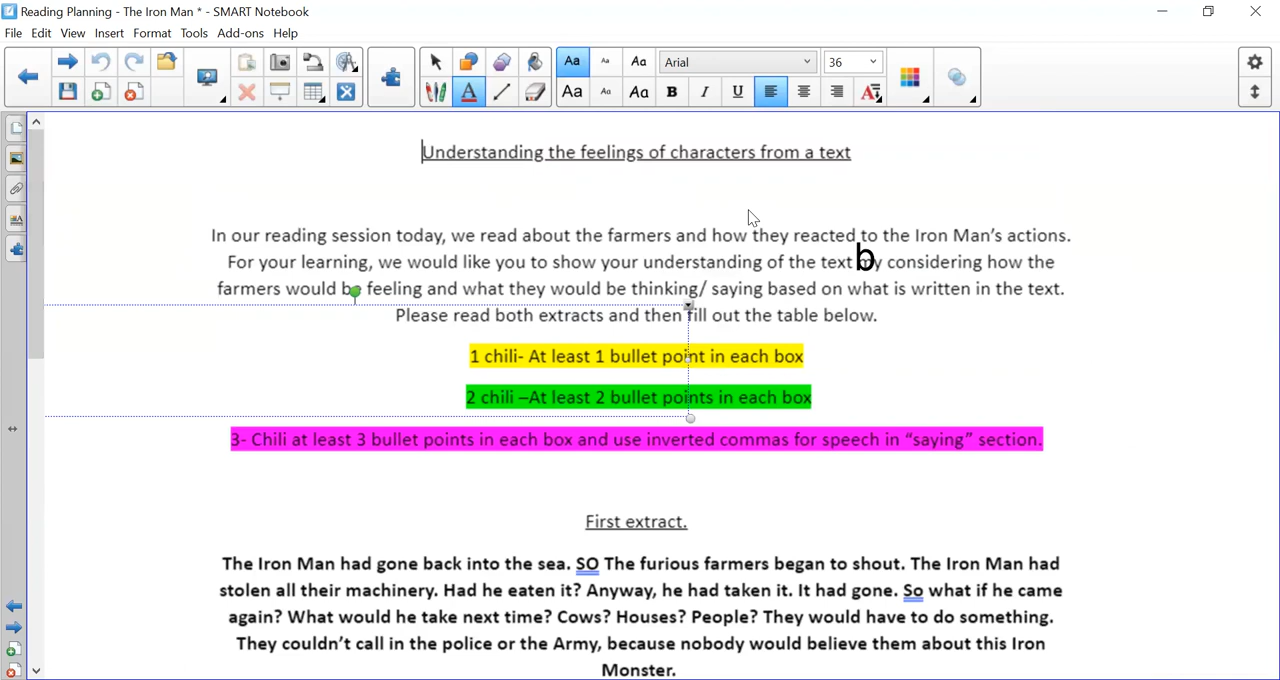 Reading Planning - The Iron Man * - SMART Notebook
File Edit View Insert Format Tools Add-ons Help
Aa Aa Aa Arial 36
Aa Aa Aa B I U A
Understanding the feelings of characters from a text
In our reading session today, we read about the farmers and how they reacted to the Iron Man's actions.
For your learning, we would like you to show your understanding of the text my considering how the
b
farmers would be feeling and what they would be thinking/ saying based on what is written in the text.
Please read both extracts and then fill out the table below.
1 chili- At least 1 bullet point in each box
2 chili –At least 2 bullet points in each box
3- Chili at least 3 bullet points in each box and use inverted commas for speech in “saying” section.
First extract.
The Iron Man had gone back into the sea. SO The furious farmers began to shout. The Iron Man had
stolen all their machinery. Had he eaten it? Anyway, he had taken it. It had gone. So what if he came
again? What would he take next time? Cows? Houses? People? They would have to do something.
They couldn't call in the police or the Army, because nobody would believe them about this Iron
Monster.